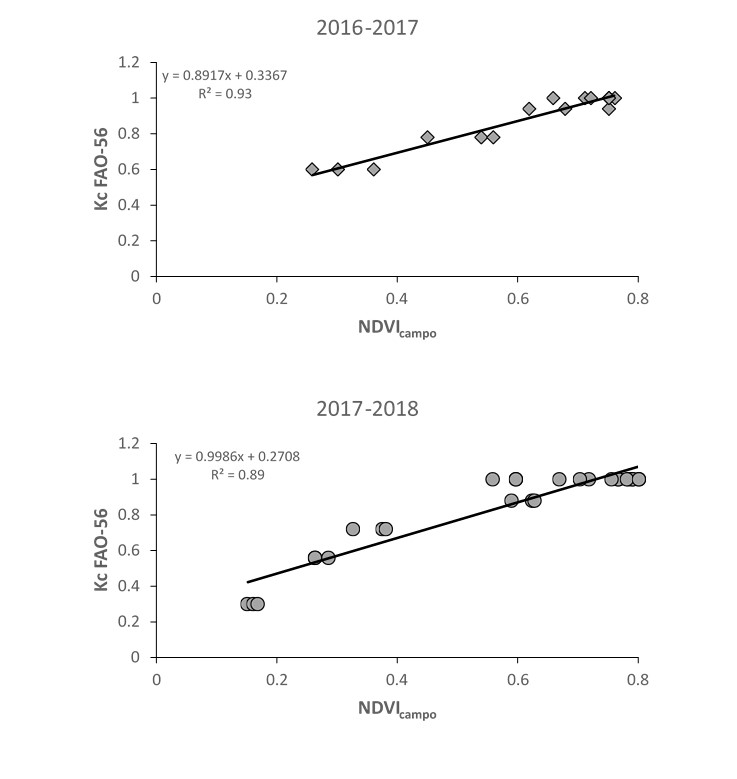 2016-2017
y = 0.8917x + 0.3367
R² = 0.93
Kc FAO-56
1.2
1
0.8
0.6
0.4
0.2
0
0 0.2 0.4 0.6 0.8
NDVIcampo
2017-2018
y = 0.9986x + 0.2708
R² = 0.89
Kc FAO-56
1.2
1
0.8
0.6
0.4
0.2
0
0 0.2 0.4 0.6 0.8
NDVIcampo